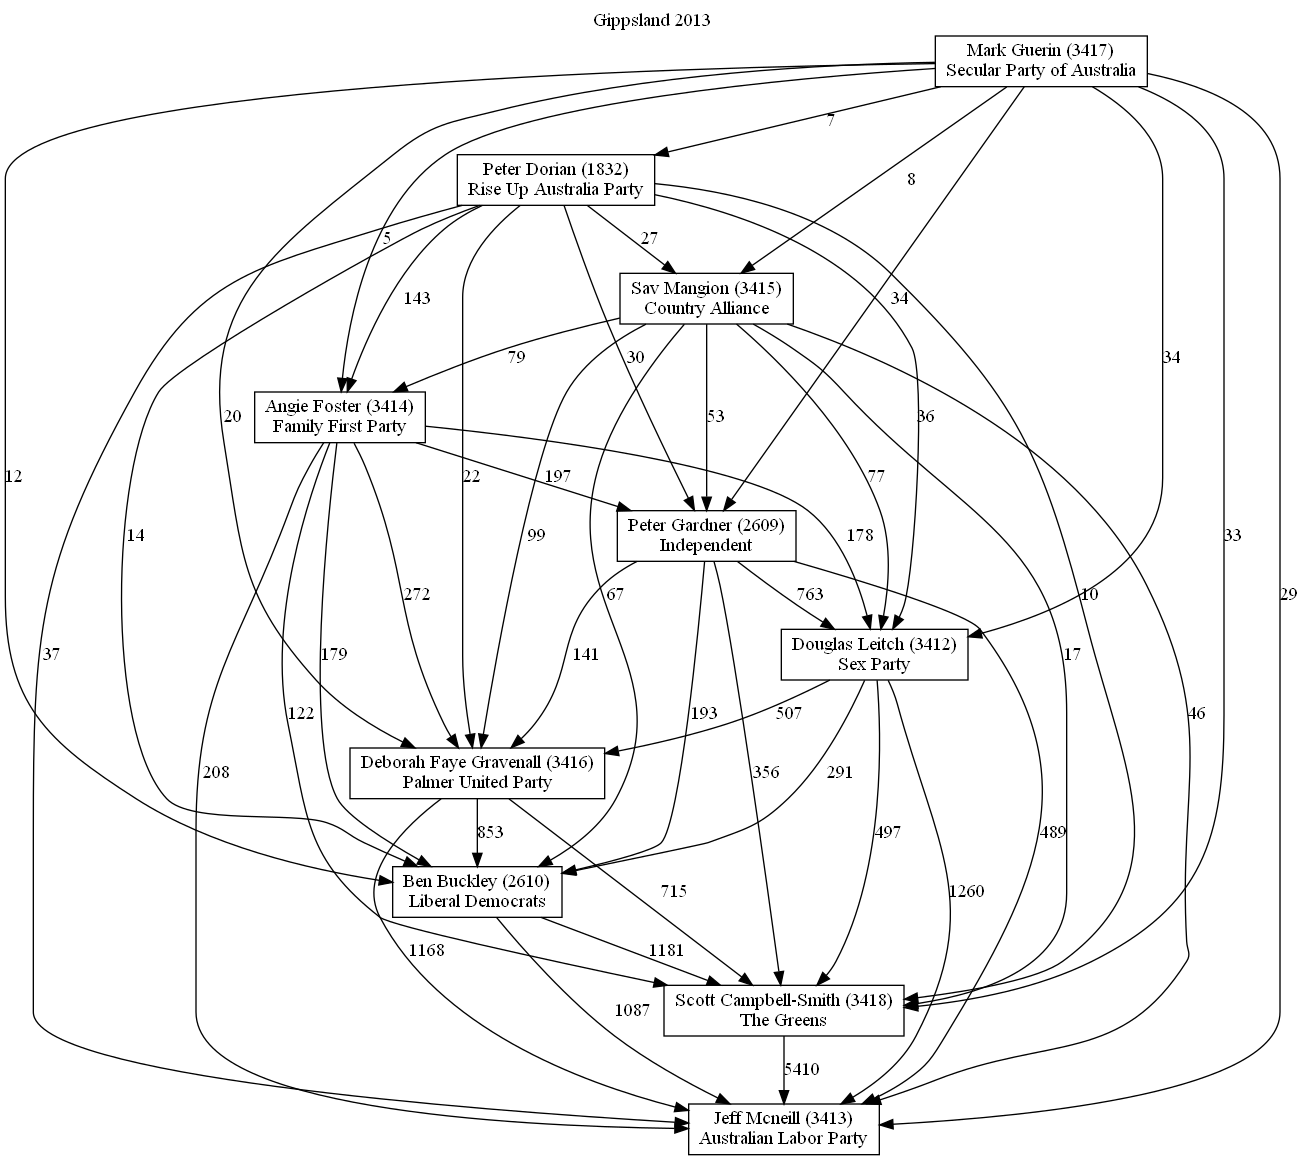 Gippsland 2013
Mark Guerin (3417)
Secular Party of Australia
7
Peter Dorian (1832)
Rise Up Australia Party
8
5
27
Sav Mangion (3415)
Country Alliance
143
34
79
30
34
Angie Foster (3414)
Family First Party
20
53
36
12
22
197
77
Peter Gardner (2609)
Independent
14
99
178
33
272
67
763
10
29
Douglas Leitch (3412)
Sex Party
37
179
141
17
122
193
507
46
Deborah Faye Gravenall (3416)
Palmer United Party
208
356
291
853
497
489
Ben Buckley (2610)
Liberal Democrats
715
1260
1168
1181
Scott Campbell-Smith (3418)
The Greens
1087
5410
Jeff Mcneill (3413)
Australian Labor Party